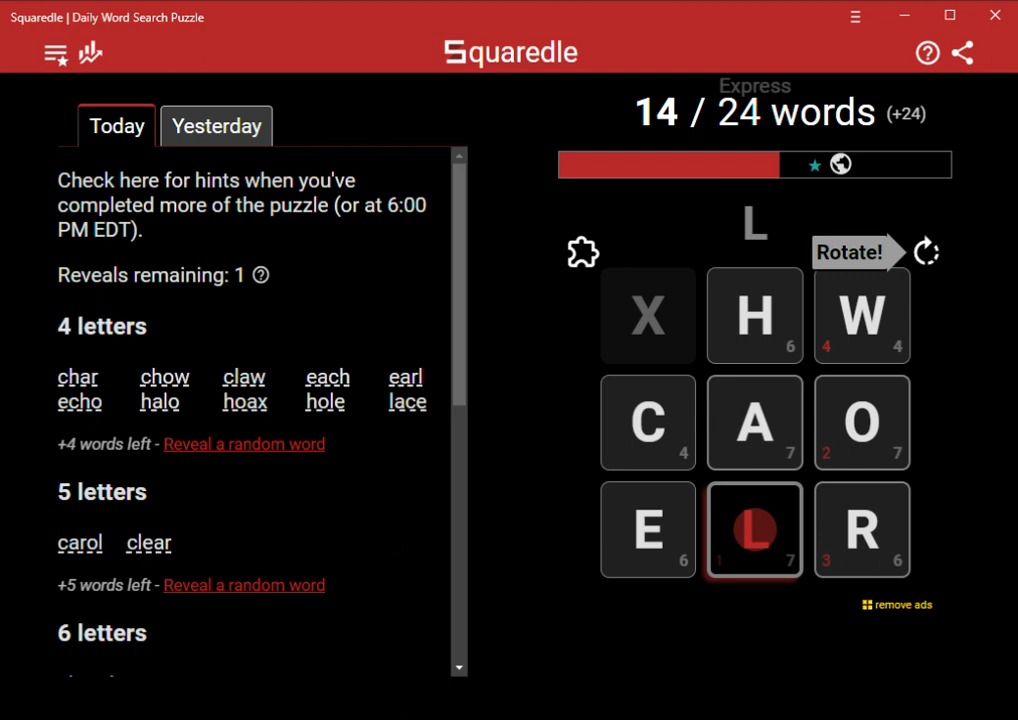 Squaredle | Daily Word Search Puzzle
Squaredle
Today Yesterday
Check here for hints when you've
completed more of the puzzle (or at 6:00
PM EDT).
Reveals remaining: 1
4 letters
char chow claw each earl
echo halo hoax hole lace
+4 words left - Reveal a random word
5 letters
carol clear
+5 words left - Reveal a random word
6 letters
Express
14 / 24 words (+24)
L
Rotate!
X H 6 W 4 4
C 4 A 7 O 2 7
E 6 L 1 7 R 3 6
remove ads